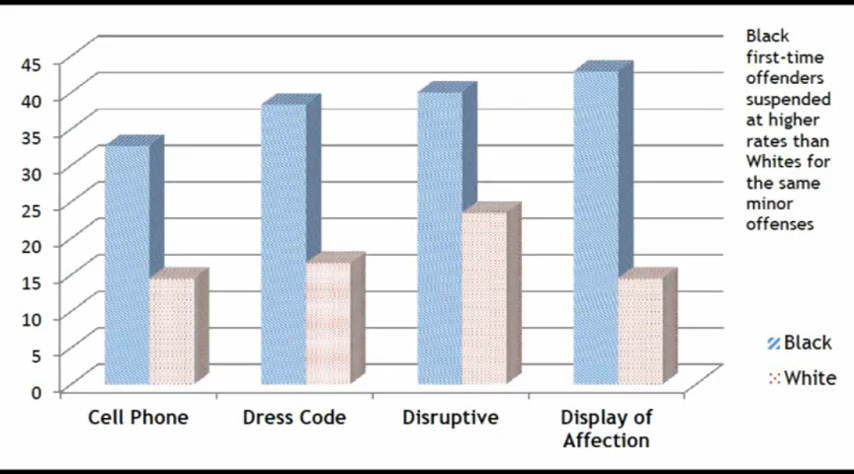 45
40
35
30
25
20
15
10
5
0
Cell Phone
Dress Code
Disruptive
Display of
Affection
Black
first-time
offenders
suspended
at higher
rates than
Whites for
the same
minor
offenses
Black
White